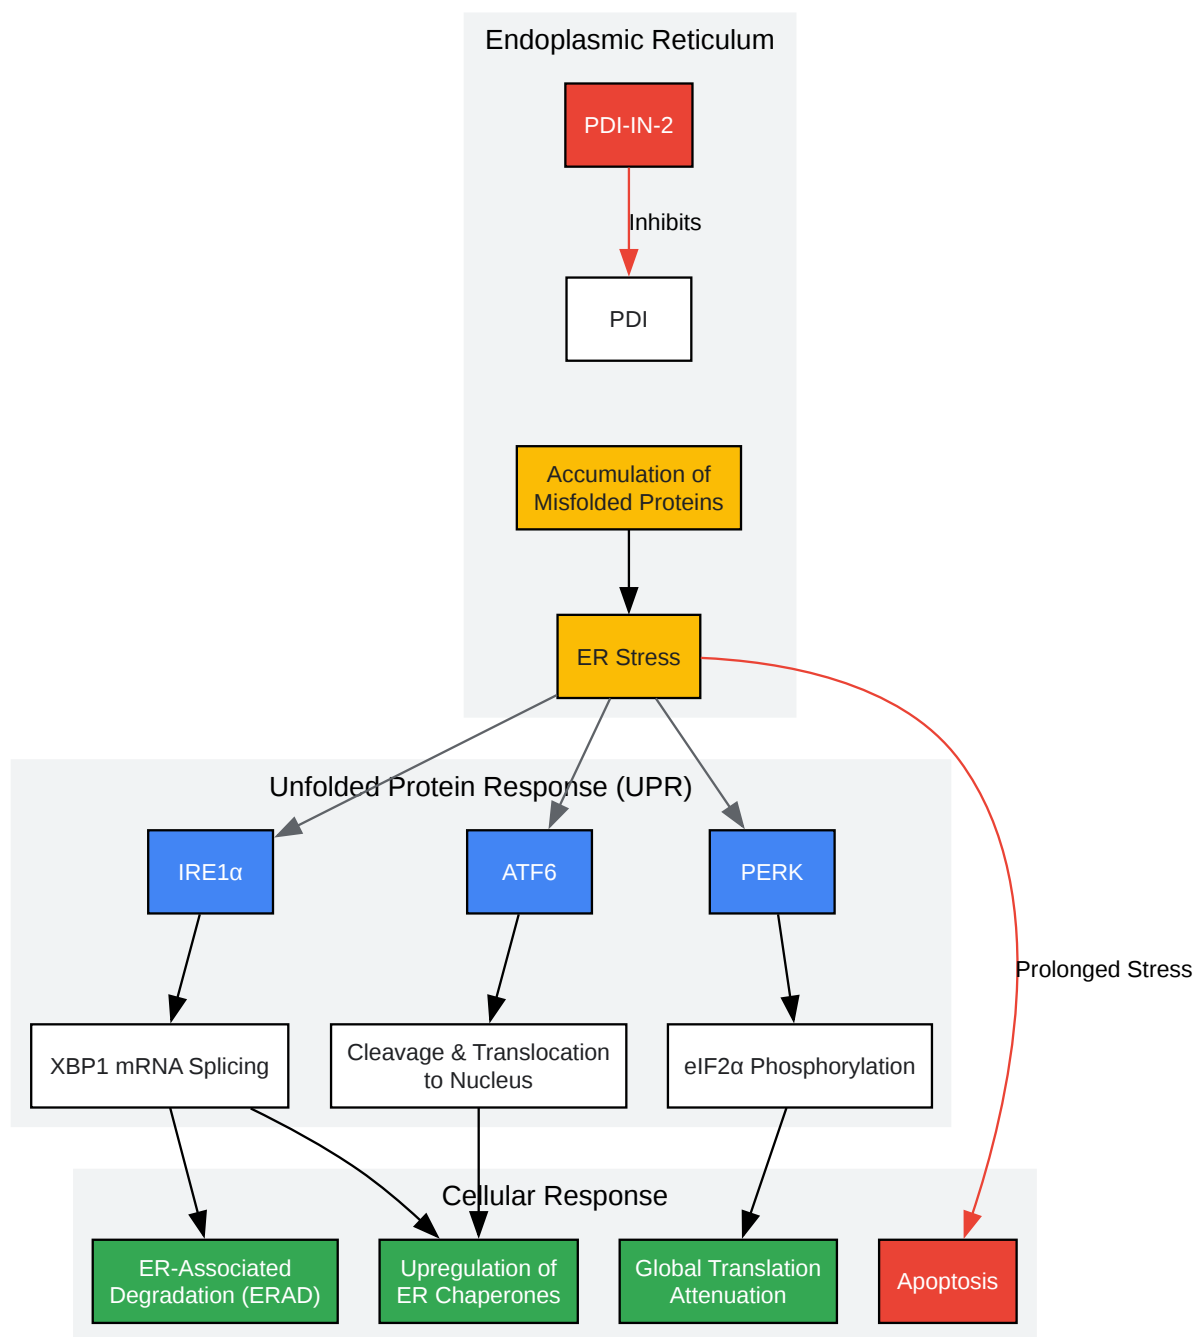 Endoplasmic Reticulum
PDI-IN-2
Inhibits
PDI
Accumulation of
Misfolded Proteins
ER Stress
Unfolded Protein Response (UPR)
IRE1α
ATF6
PERK
Prolonged Stress
XBP1 mRNA Splicing
Cleavage & Translocation
to Nucleus
eIF2α Phosphorylation
Cellular Response
ER-Associated
Degradation (ERAD)
Upregulation of
ER Chaperones
Global Translation
Attenuation
Apoptosis